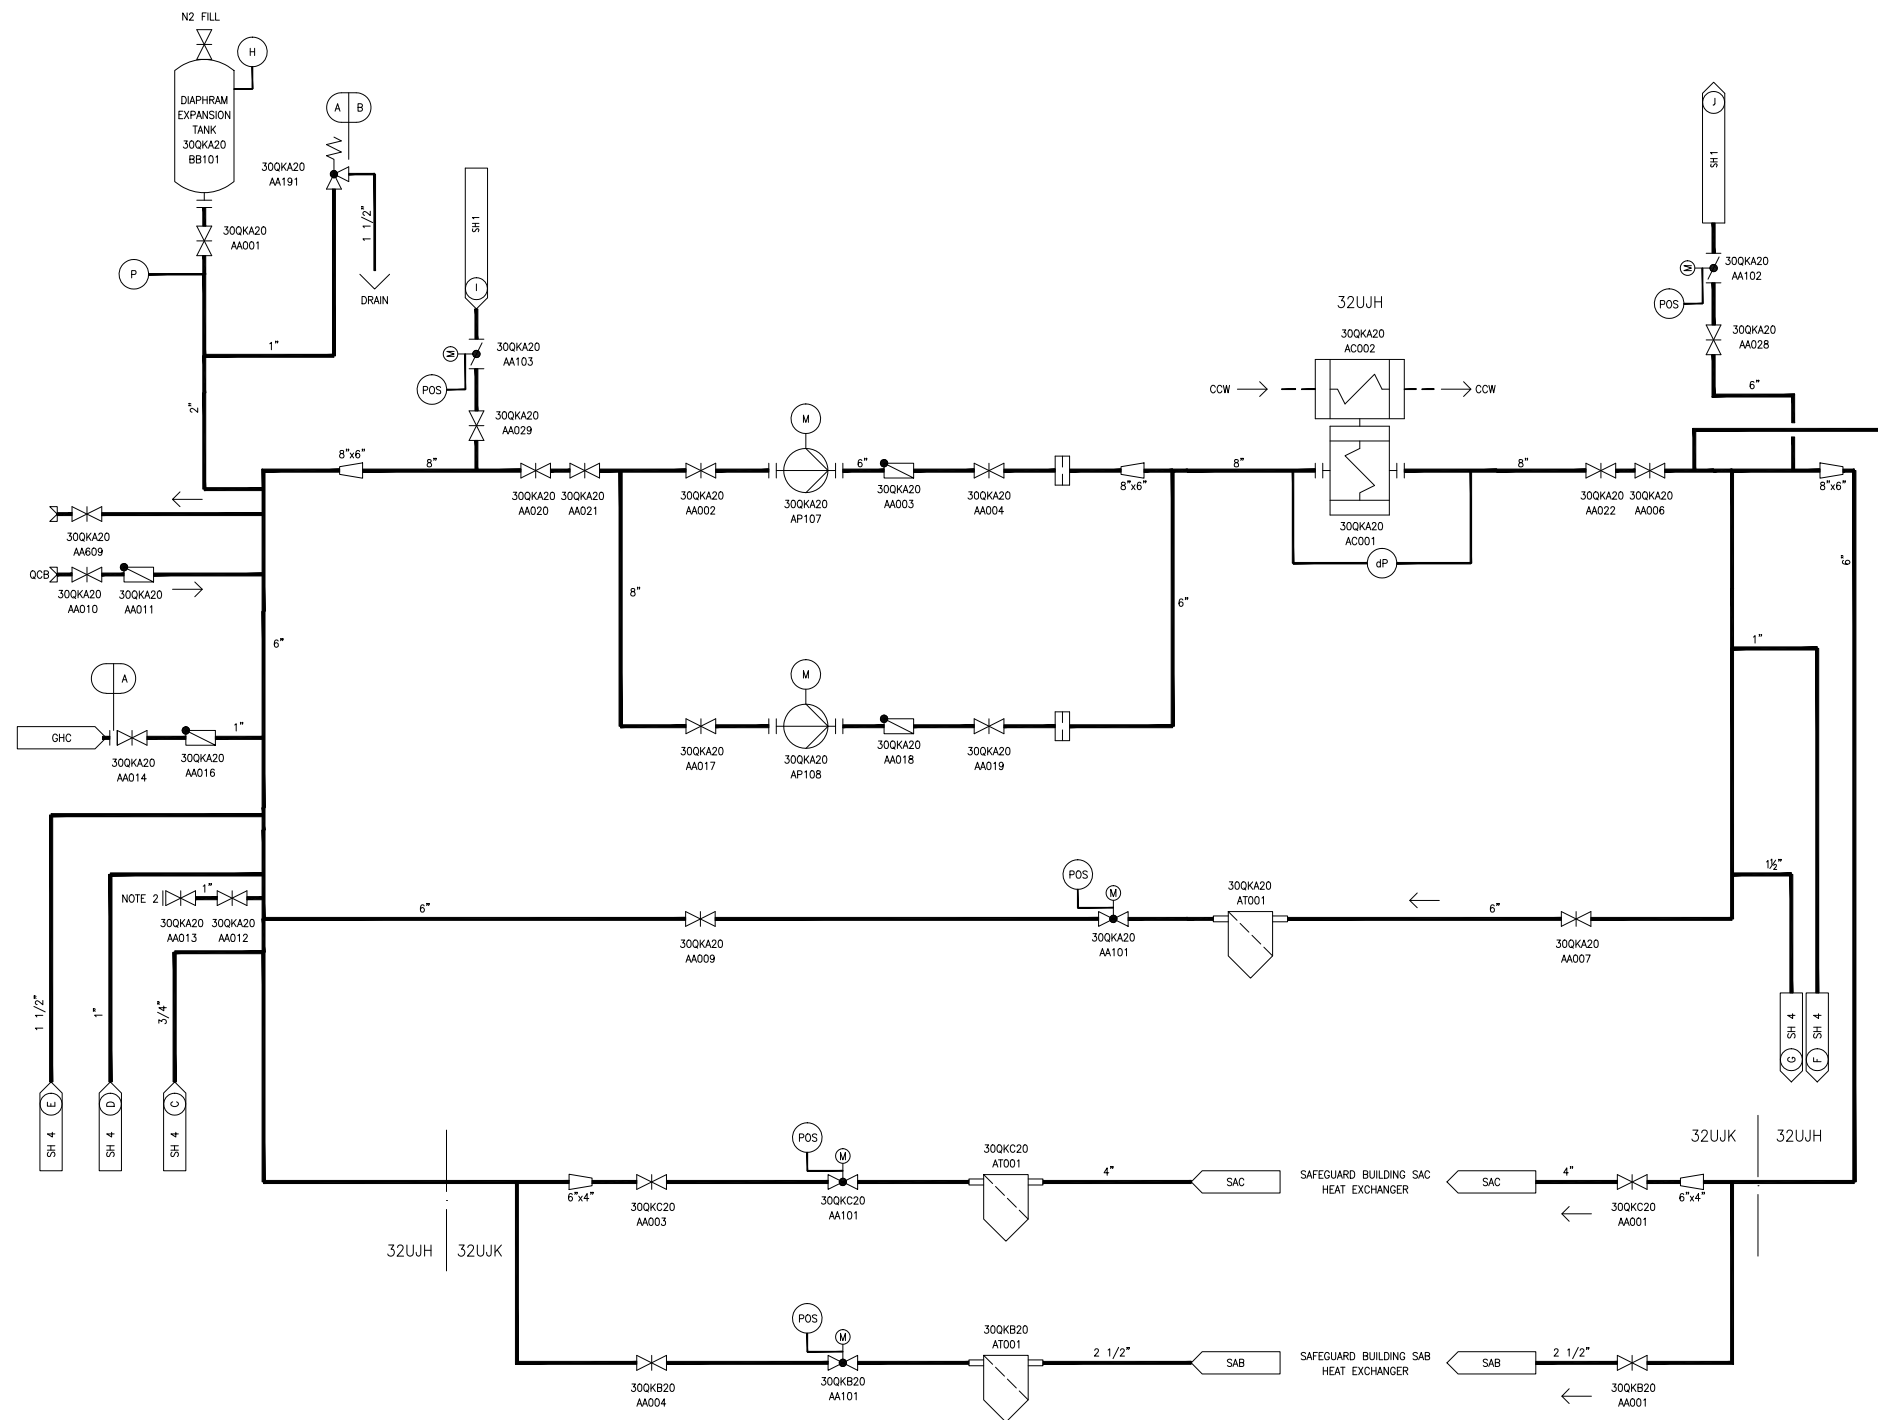 N2 FILL
H
DIAPHRAM
EXPANSION
TANK
30QKA20
BB101
A B
30QKA20
AA191
1 1/2"
DRAIN
30QKA20
AA001
P
1"
2"
SH1
I
M
30QKA20
AA103
POS
30QKA20
AA029
J
SH1
M
30QKA20
AA102
POS
30QKA20
AA028
6"
32UJH
30QKA20
AC002
CCW
CCW
8"x6"
8"
30QKA20
AA020
30QKA20
AA021
30QKA20
AA002
M
30QKA20
AP107
6"
30QKA20
AA003
30QKA20
AA004
8"x6"
8"
30QKA20
AC001
dP
8"
30QKA20
AA022
30QKA20
AA006
8"x6"
6"
30QKA20
AA609
QCB
30QKA20
AA010
30QKA20
AA011
6"
8"
6"
1"
A
GHC
30QKA20
AA014
30QKA20
AA016
1"
M
30QKA20
AA017
30QKA20
AP108
30QKA20
AA018
30QKA20
AA019
NOTE 2
1"
30QKA20
AA013
30QKA20
AA012
6"
30QKA20
AA009
POS
M
30QKA20
AA101
30QKA20
AT001
6"
30QKA20
AA007
1½"
1 1/2"
1"
3/4"
E
SH 4
D
SH 4
C
SH 4
SH 4
G
SH 4
F
32UJK
32UJH
32UJH
32UJK
6"x4"
30QKC20
AA003
POS
M
30QKC20
AA101
30QKC20
AT001
4"
SAC
SAFEGUARD BUILDING SAC
HEAT EXCHANGER
SAC
4"
30QKC20
AA001
6"x4"
30QKB20
AA004
POS
M
30QKB20
AA101
30QKB20
AT001
2 1/2"
SAB
SAFEGUARD BUILDING SAB
HEAT EXCHANGER
SAB
2 1/2"
30QKB20
AA001